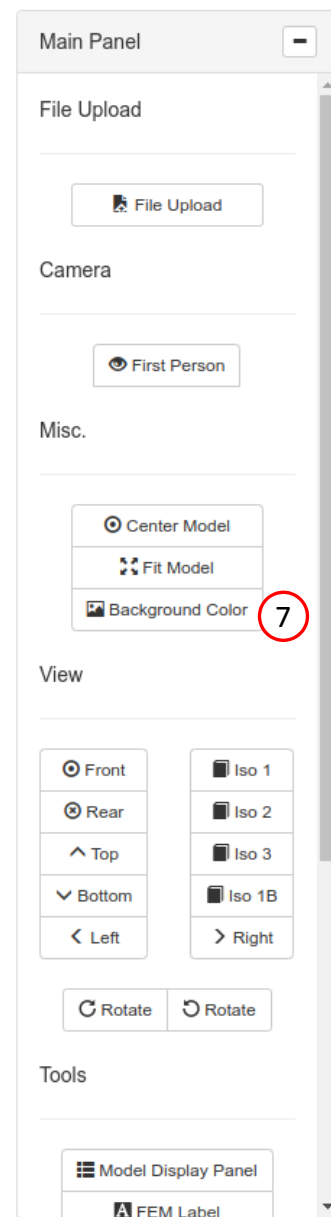 Main Panel
File Upload
File Upload
Camera
First Person
Misc.
Center Model
Fit Model
Background Color
7
View
Front
Iso 1
Rear
Iso 2
Top
Iso 3
Bottom
Iso 1B
Left
Right
Rotate
Rotate
Tools
Model Display Panel
A FEM Label